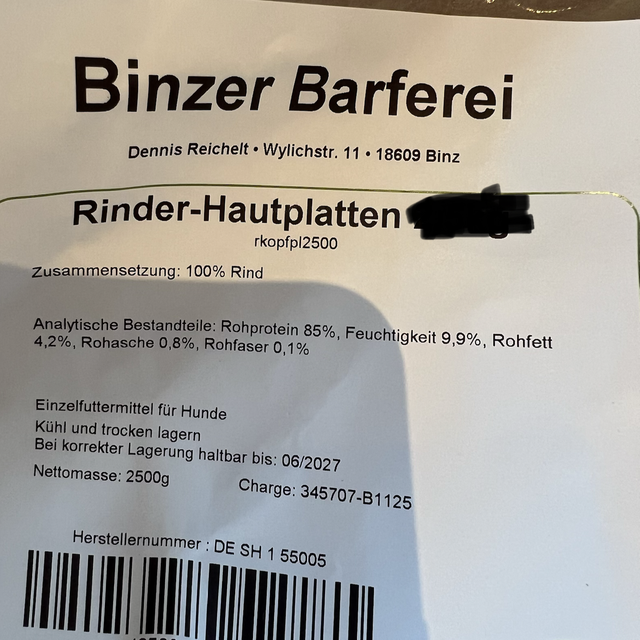 Binzer Barferei
Dennis Reichelt • Wylichstr. 11 • 18609 Binz
Rinder-Hautplatten
rkopfpl2500
Zusammensetzung: 100% Rind
Analytische Bestandteile: Rohprotein 85%, Feuchtigkeit 9,9%, Rohfett
4,2%, Rohasche 0,8%, Rohfaser 0,1%
Einzelfuttermittel für Hunde
Kühl und trocken lagern
Bei korrekter Lagerung haltbar bis: 06/2027
Nettomasse: 2500g
Charge: 345707-B1125
Herstellernummer : DE SH 1 55005